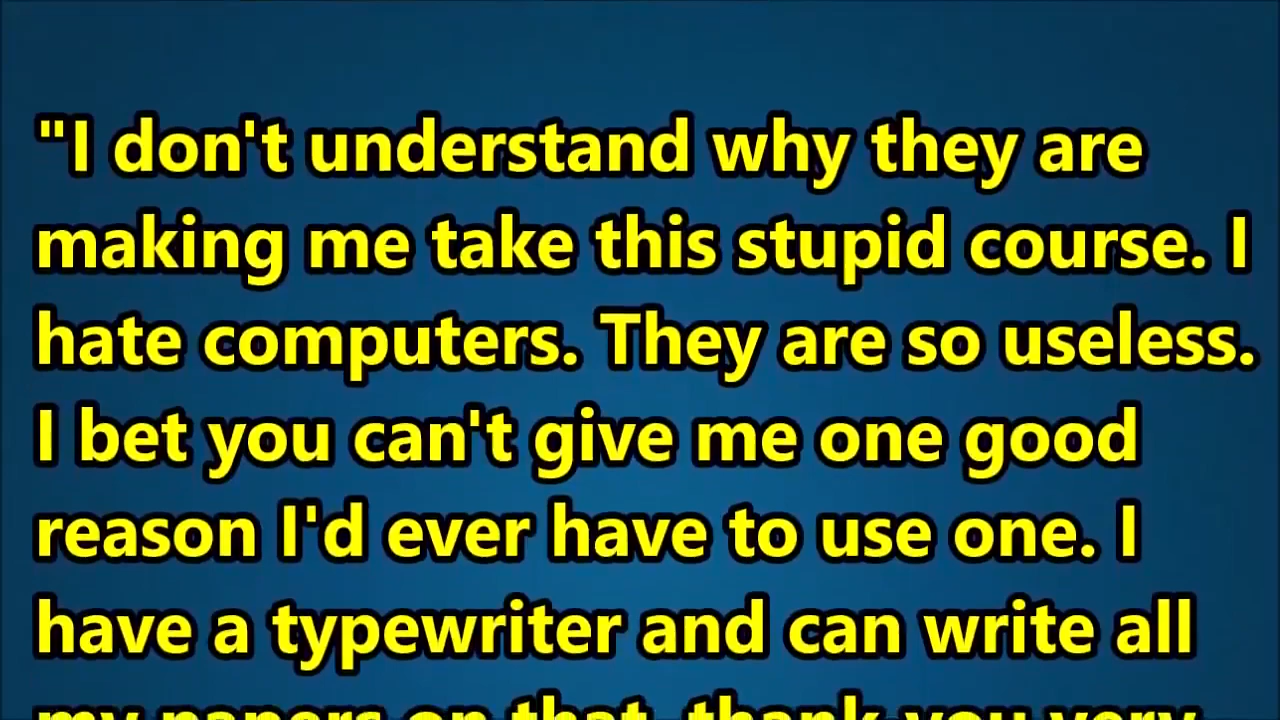 "I don't understand why they are
making me take this stupid course. I
hate computers. They are so useless.
I bet you can't give me one good
reason I'd ever have to use one. I
have a typewriter and can write all
my papers on that, thank you very